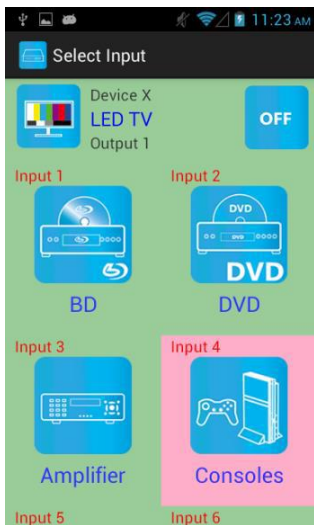 11:23 AM
Select Input
Device X
LED TV
Output 1
OFF
Input 1
Input 2
DVD
DVD
BD
DVD
Input 3
Input 4
Amplifier
Consoles
Input 5
Input 6